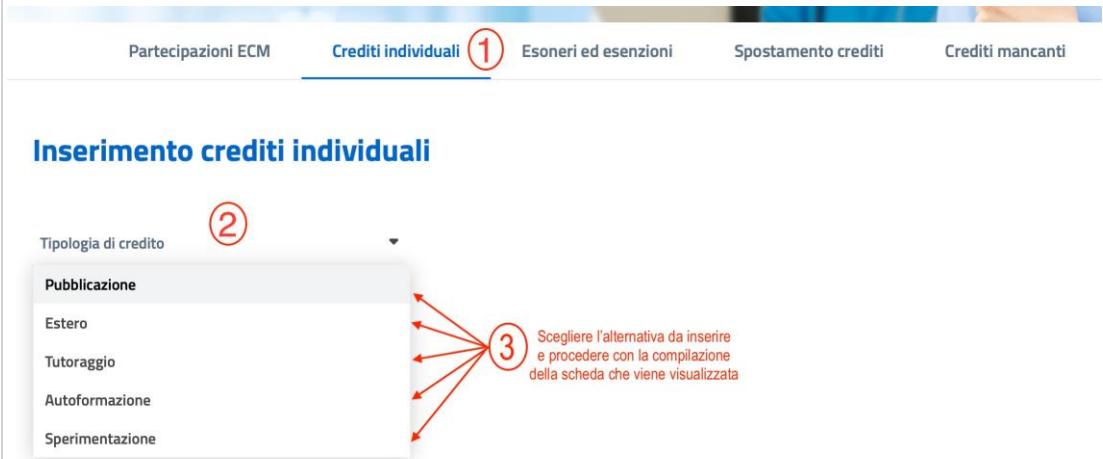 Partecipazioni ECM
Crediti individuali
1
Esoneri ed esenzioni
Spostamento crediti
Crediti mancanti
Inserimento crediti individuali
2
Tipologia di credito
Pubblicazione
Estero
Tutoraggio
Autoformazione
Sperimentazione
3
Scegliere l'alternativa da inserire
e procedere con la compilazione
della scheda che viene visualizzata